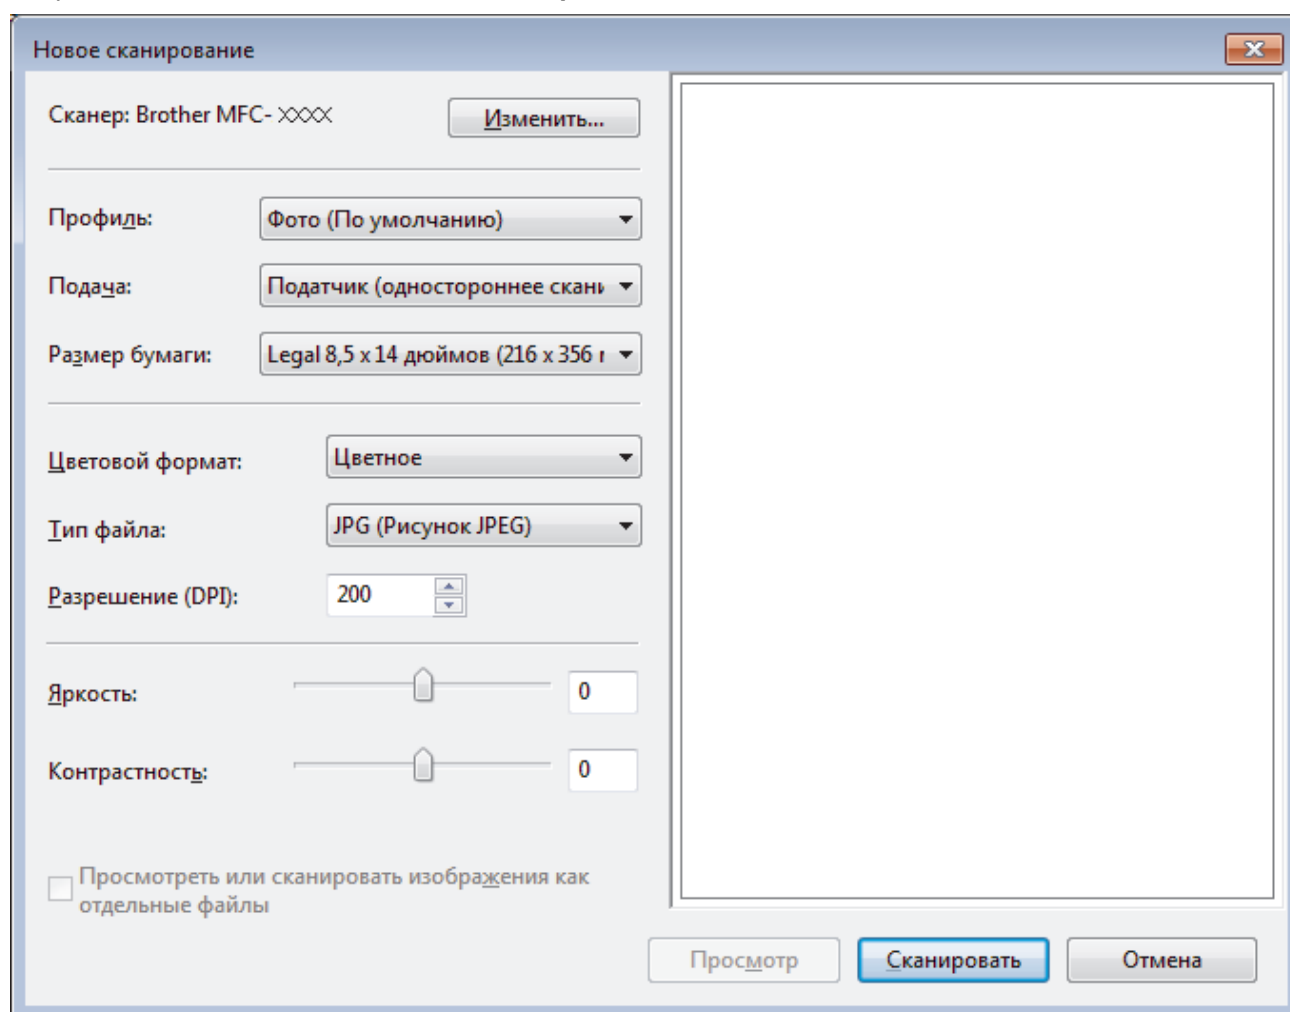 Новое сканирование
Сканер: Brother MFC- XXXX
Изменить...
Профиль:
Фото (По умолчанию)
Подача:
Податчик (одностороннее скани
Размер бумаги:
Legal 8,5 x 14 дюймов (216 x 356 г
Цветовой формат:
Цветное
Тип файла:
JPG (Рисунок JPEG)
Разрешение (DPI):
200
Яркость:
0
Контрастность:
0
Просмотреть или сканировать изображения как
отдельные файлы
Просмотр
Сканировать
Отмена